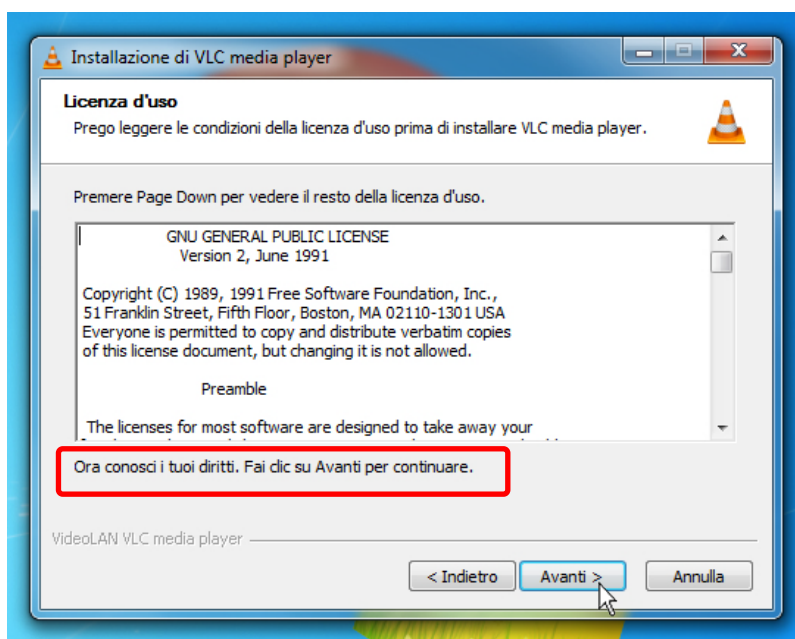 Installazione di VLC media player
Licenza d'uso
Prego leggere le condizioni della licenza d'uso prima di installare VLC media player.
Premere Page Down per vedere il resto della licenza d'uso.
GNU GENERAL PUBLIC LICENSE
Version 2, June 1991
Copyright (C) 1989, 1991 Free Software Foundation, Inc.,
51 Franklin Street, Fifth Floor, Boston, MA 02110-1301 USA
Everyone is permitted to copy and distribute verbatim copies
of this license document, but changing it is not allowed.
Preamble
The licenses for most software are designed to take away your
Ora conosci i tuoi diritti. Fai clic su Avanti per continuare.
VideoLAN VLC media player
< Indietro
Avanti >
Annulla